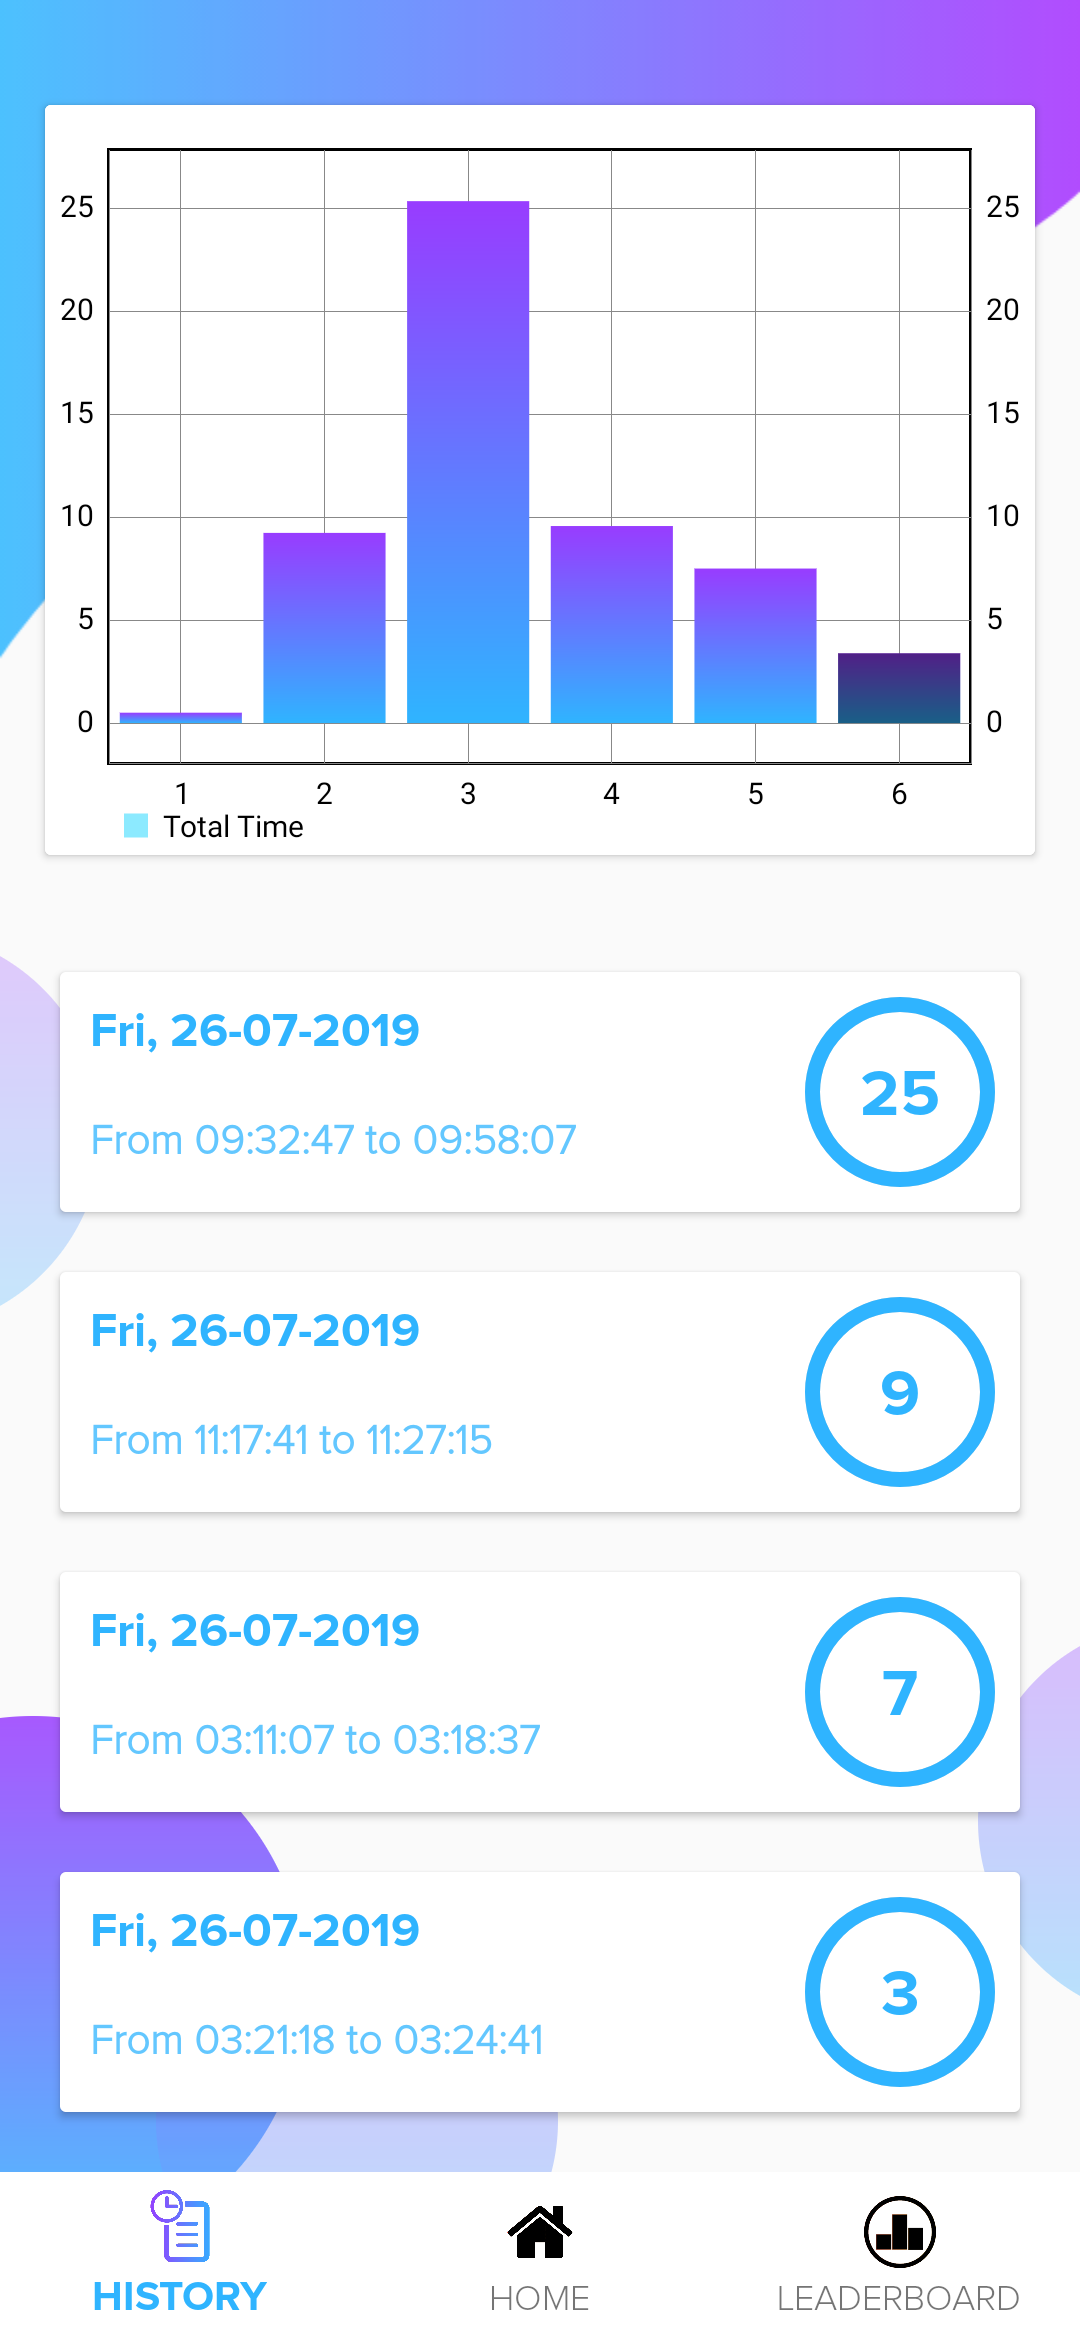 25 25
20 20
15 15
10 10
5 5
0 0
1 2 3 4 5 6
Total Time
Fri, 26-07-2019
From 09:32:47 to 09:58:07
25
Fri, 26-07-2019
From 11:17:41 to 11:27:15
9
Fri, 26-07-2019
From 03:11:07 to 03:18:37
7
Fri, 26-07-2019
From 03:21:18 to 03:24:41
3
HISTORY HOME LEADERBOARD